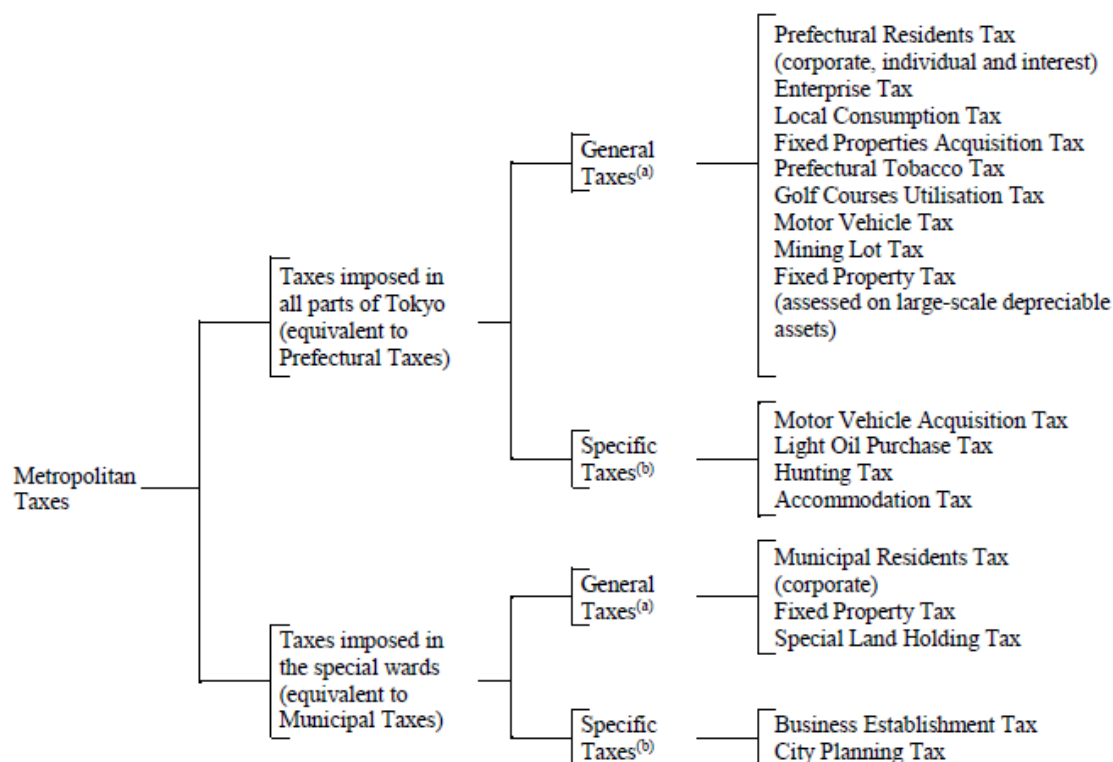 Metropolitan
Taxes
Taxes imposed in
all parts of Tokyo
(equivalent to
Prefectural Taxes)
General
Taxes(a)
Prefectural Residents Tax
(corporate, individual and interest)
Enterprise Tax
Local Consumption Tax
Fixed Properties Acquisition Tax
Prefectural Tobacco Tax
Golf Courses Utilisation Tax
Motor Vehicle Tax
Mining Lot Tax
Fixed Property Tax
(assessed on large-scale depreciable
assets)
Specific
Taxes(b)
Motor Vehicle Acquisition Tax
Light Oil Purchase Tax
Hunting Tax
Accommodation Tax
Taxes imposed in
the special wards
(equivalent to
Municipal Taxes)
General
Taxes(a)
Municipal Residents Tax
(corporate)
Fixed Property Tax
Special Land Holding Tax
Specific
Taxes(b)
Business Establishment Tax
City Planning Tax